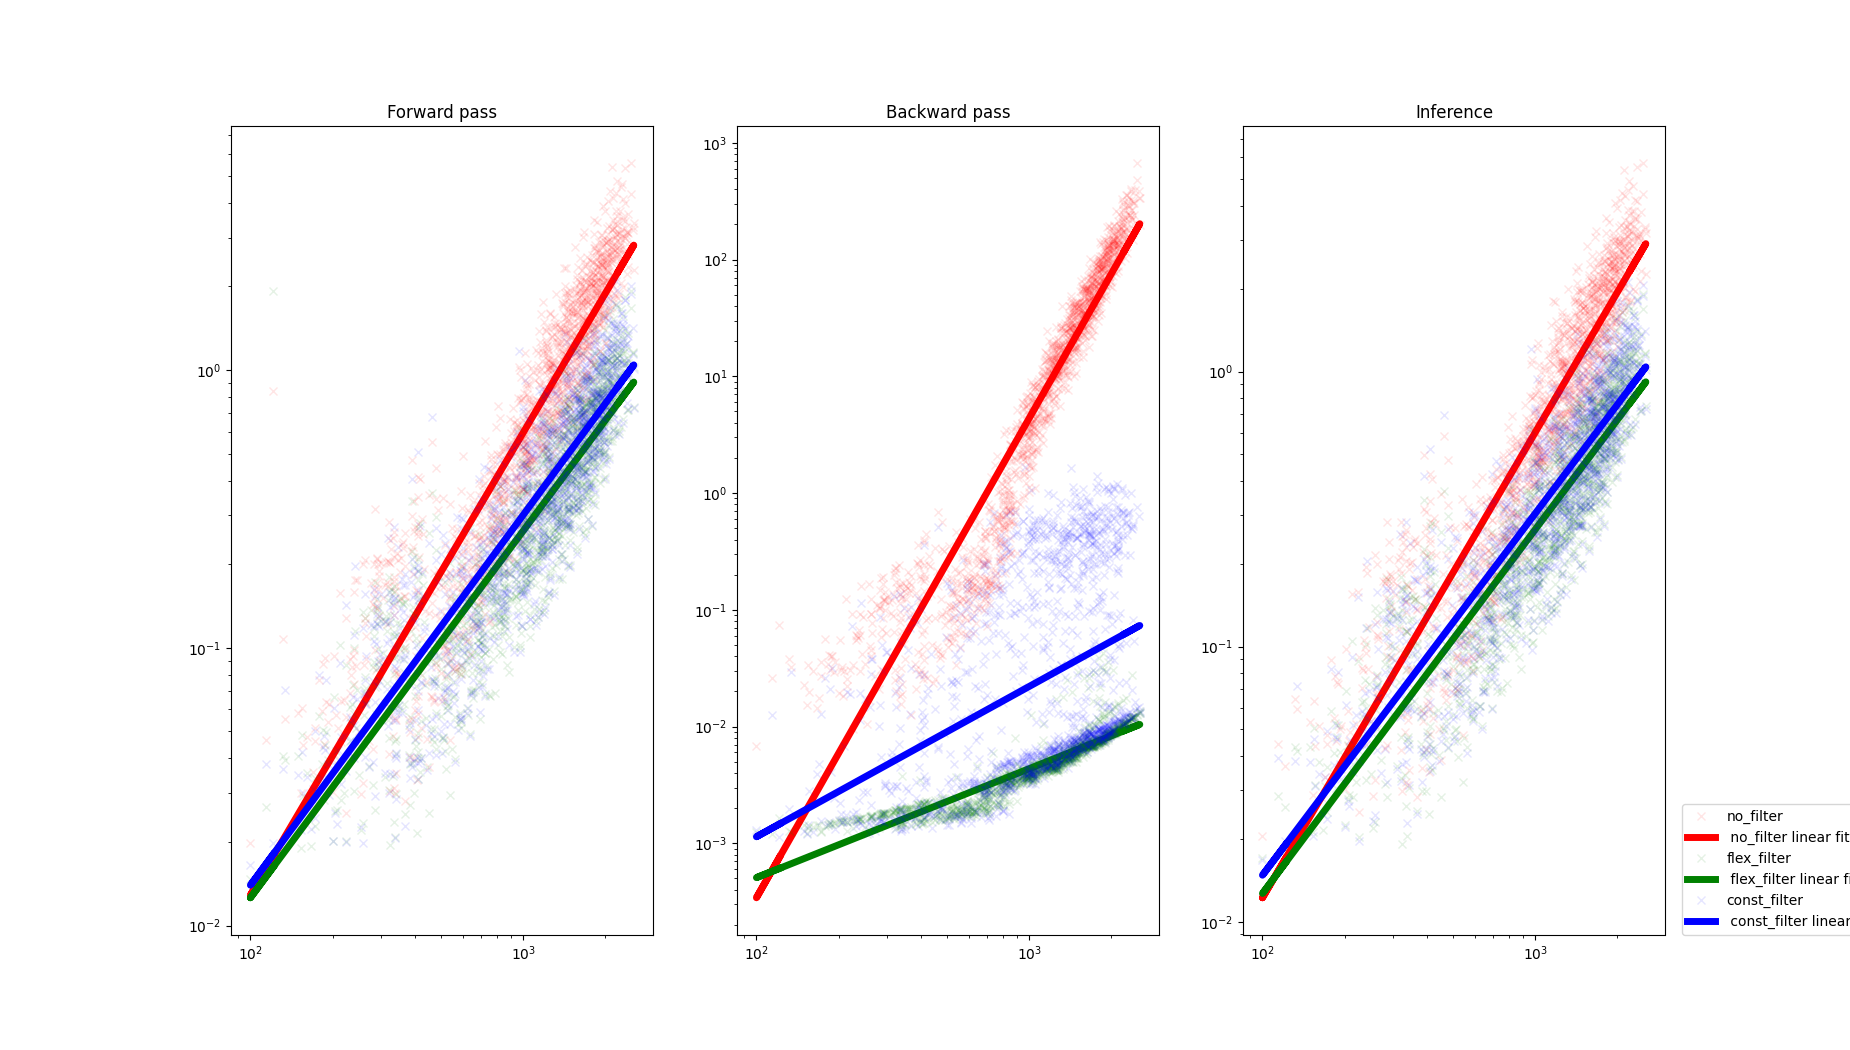 Forward pass
Backward pass
Inference
10⁰
10⁻¹
10⁻²
10²
10³
10³
10²
10¹
10⁰
10⁻¹
10⁻²
10⁻³
10²
10³
10⁰
10⁻¹
10⁻²
10²
10³
no_filter
no_filter linear fit
flex_filter
flex_filter linear fi
const_filter
const_filter linear